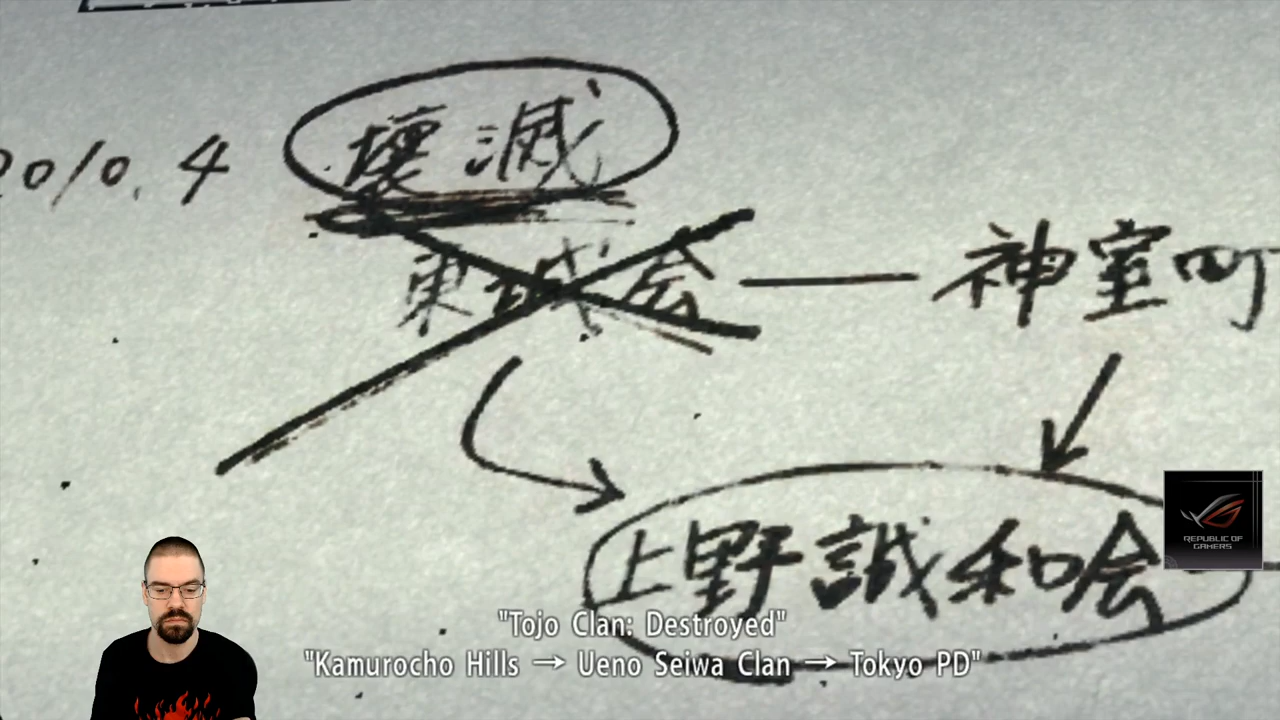 2010.4 壊滅
東城会 — 神室町
上野誠和会
REPUBLIC OF
GAMERS
"Tojo Clan: Destroyed"
"Kamurocho Hills → Ueno Seiwa Clan → Tokyo PD"